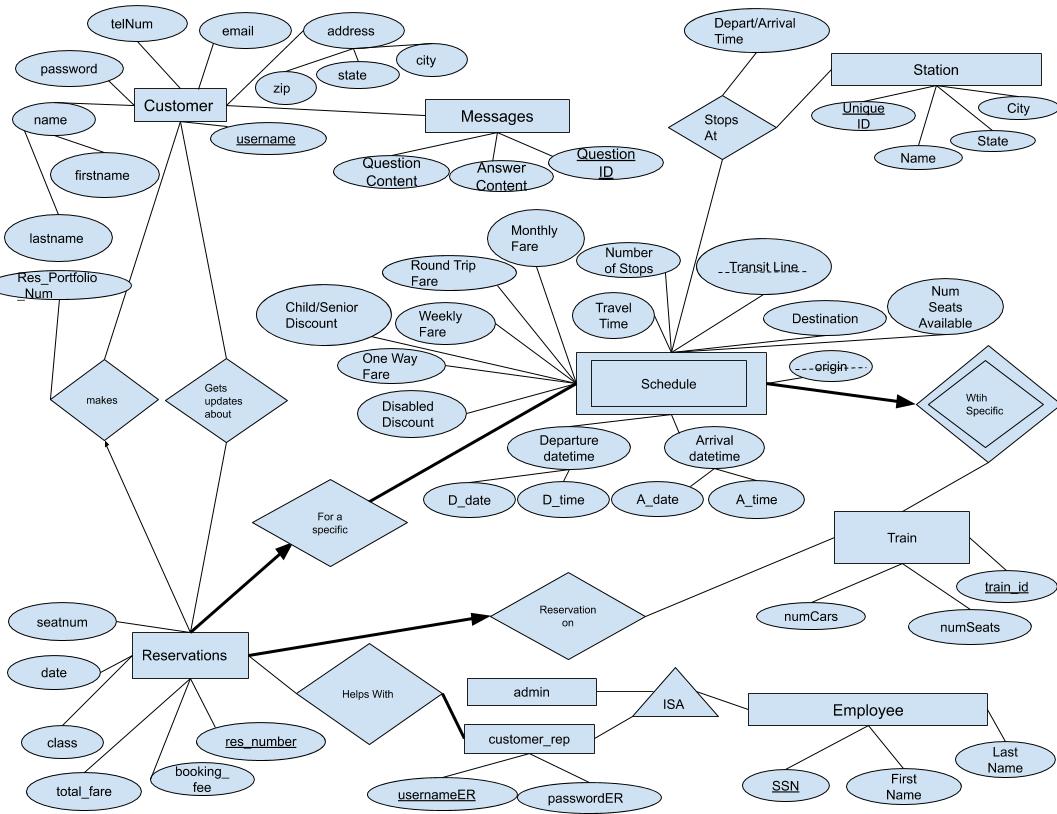 telNum
email
address
Depart/Arrival
Time
password
zip
state
city
Station
Customer
Messages
name
username
Stops
At
Unique
ID
City
State
Name
firstname
Question
Content
Answer
Content
Question
ID
lastname
Res_Portfolio
_Num
Monthly
Fare
Round Trip
Fare
Number
of Stops
Transit Line
Child/Senior
Discount
Weekly
Fare
Travel
Time
Destination
Num
Seats
Available
One Way
Fare
Schedule
origin
makes
Gets
updates
about
Disabled
Discount
Wtih
Specific
Departure
datetime
Arrival
datetime
D_date
D_time
A_date
A_time
For a
specific
Train
seatnum
Reservation
on
train_id
numCars
numSeats
Reservations
date
Helps With
admin
ISA
Employee
class
res_number
customer_rep
total_fare
booking_
fee
usernameER
passwordER
SSN
First
Name
Last
Name